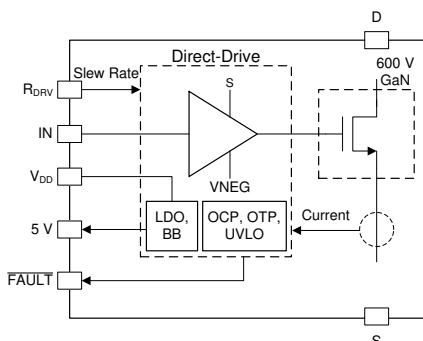 D
Direct-Drive
600 V
GaN
Slew Rate
RDRV
S
IN
VDD
VNEG
LDO,
BB
OCP, OTP,
UVLO
Current
5 V
FAULT
S